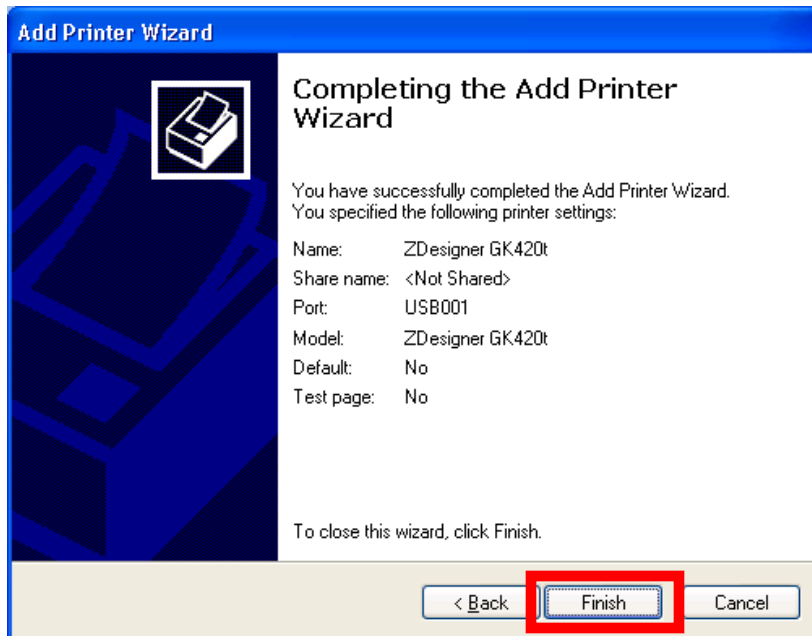 Add Printer Wizard
Completing the Add Printer
Wizard
You have successfully completed the Add Printer Wizard.
You specified the following printer settings:
Name: ZDesigner GK420t
Share name: <Not Shared>
Port: USB001
Model: ZDesigner GK420t
Default: No
Test page: No
To close this wizard, click Finish.
< Back Finish Cancel